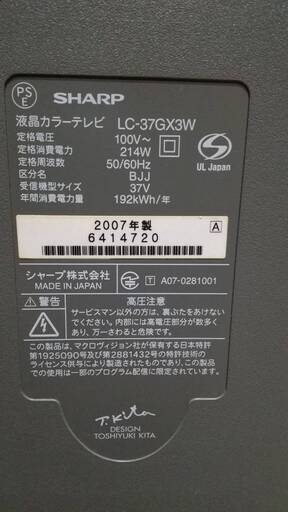 PS
E
SHARP
液晶カラーテレビ LC-37GX3W
定格電圧 100V～
定格消費電力 214W
定格周波数 50/60Hz
区分名 BJJ
受信機型サイズ 37V
年間消費電力量 192kWh/年
S
UL Japan
2007年製 A
6414720
シャープ株式会社
MADE IN JAPAN
T A07-0281001
警告 高圧注意
サービスマン以外の方は、裏ぶたをあけないで
ください。内部には高電圧部分が数多く
あり、万一さわると危険です。
この製品は、マクロヴィジョン社が保有する日本特許
第1925090号及び第2881432号の特許技術の
ライセンス供与により製造されたもので、この製品
での使用は一部のプログラム配信に限定されています。
T.Kita
DESIGN
TOSHIYUKI KITA